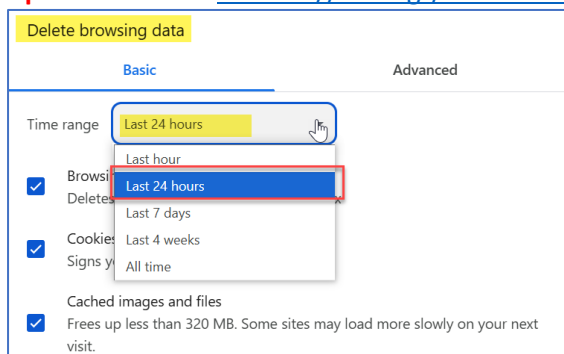 Delete browsing data
Basic
Advanced
Time range
Last 24 hours
Last hour
Last 24 hours
Last 7 days
Last 4 weeks
All time
Cached images and files
Frees up less than 320 MB. Some sites may load more slowly on your next
visit.